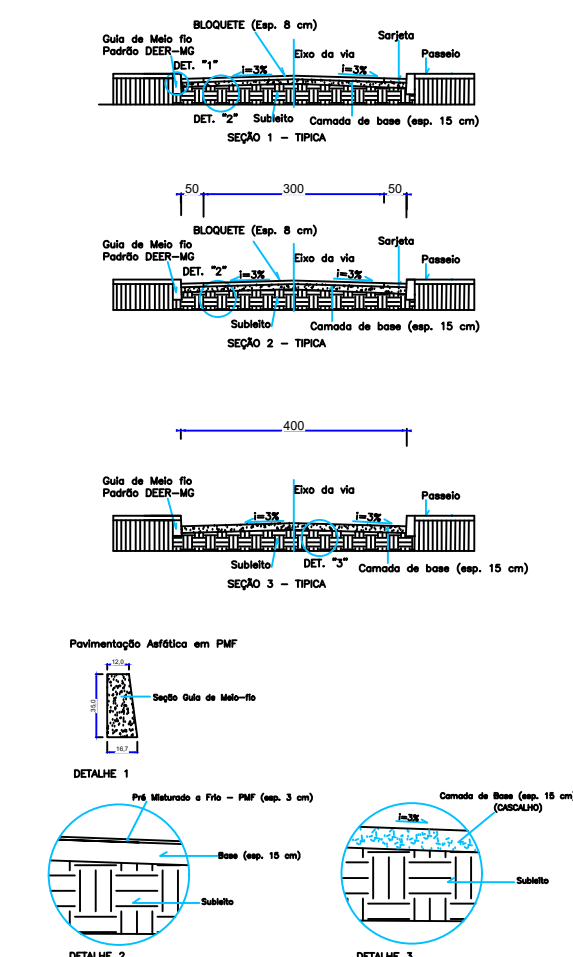 BLOQUETE (Esp. 8 cm)
Guia de Meio fio
Padrão DEER-MG
Sarjeta
Eixo da via
Passeio
DET. "1"
i=3%
i=3%
DET. "2"
Subleito
Camada de base (esp. 15 cm)
SEÇÃO 1 - TIPICA
50
300
50
BLOQUETE (Esp. 8 cm)
Guia de Meio fio
Padrão DEER-MG
Sarjeta
Eixo da via
Passeio
DET. "2"
i=3%
i=3%
Subleito
Camada de base (esp. 15 cm)
SEÇÃO 2 - TIPICA
400
Guia de Meio fio
Padrão DEER-MG
Eixo da via
Passeio
i=3%
i=3%
Subleito
DET. "3"
Camada de base (esp. 15 cm)
SEÇÃO 3 - TIPICA
Pavimentação Asfática em PMF
12,0
35,0
Seção Guia de Meio-fio
16,7
DETALHE 1
Pré Misturado a Frio - PMF (esp. 3 cm)
Base (esp. 15 cm)
Subleito
DETALHE 2
Camada de Base (esp. 15 cm)
(CASCALHO)
i=3%
Subleito
DETALHE 3